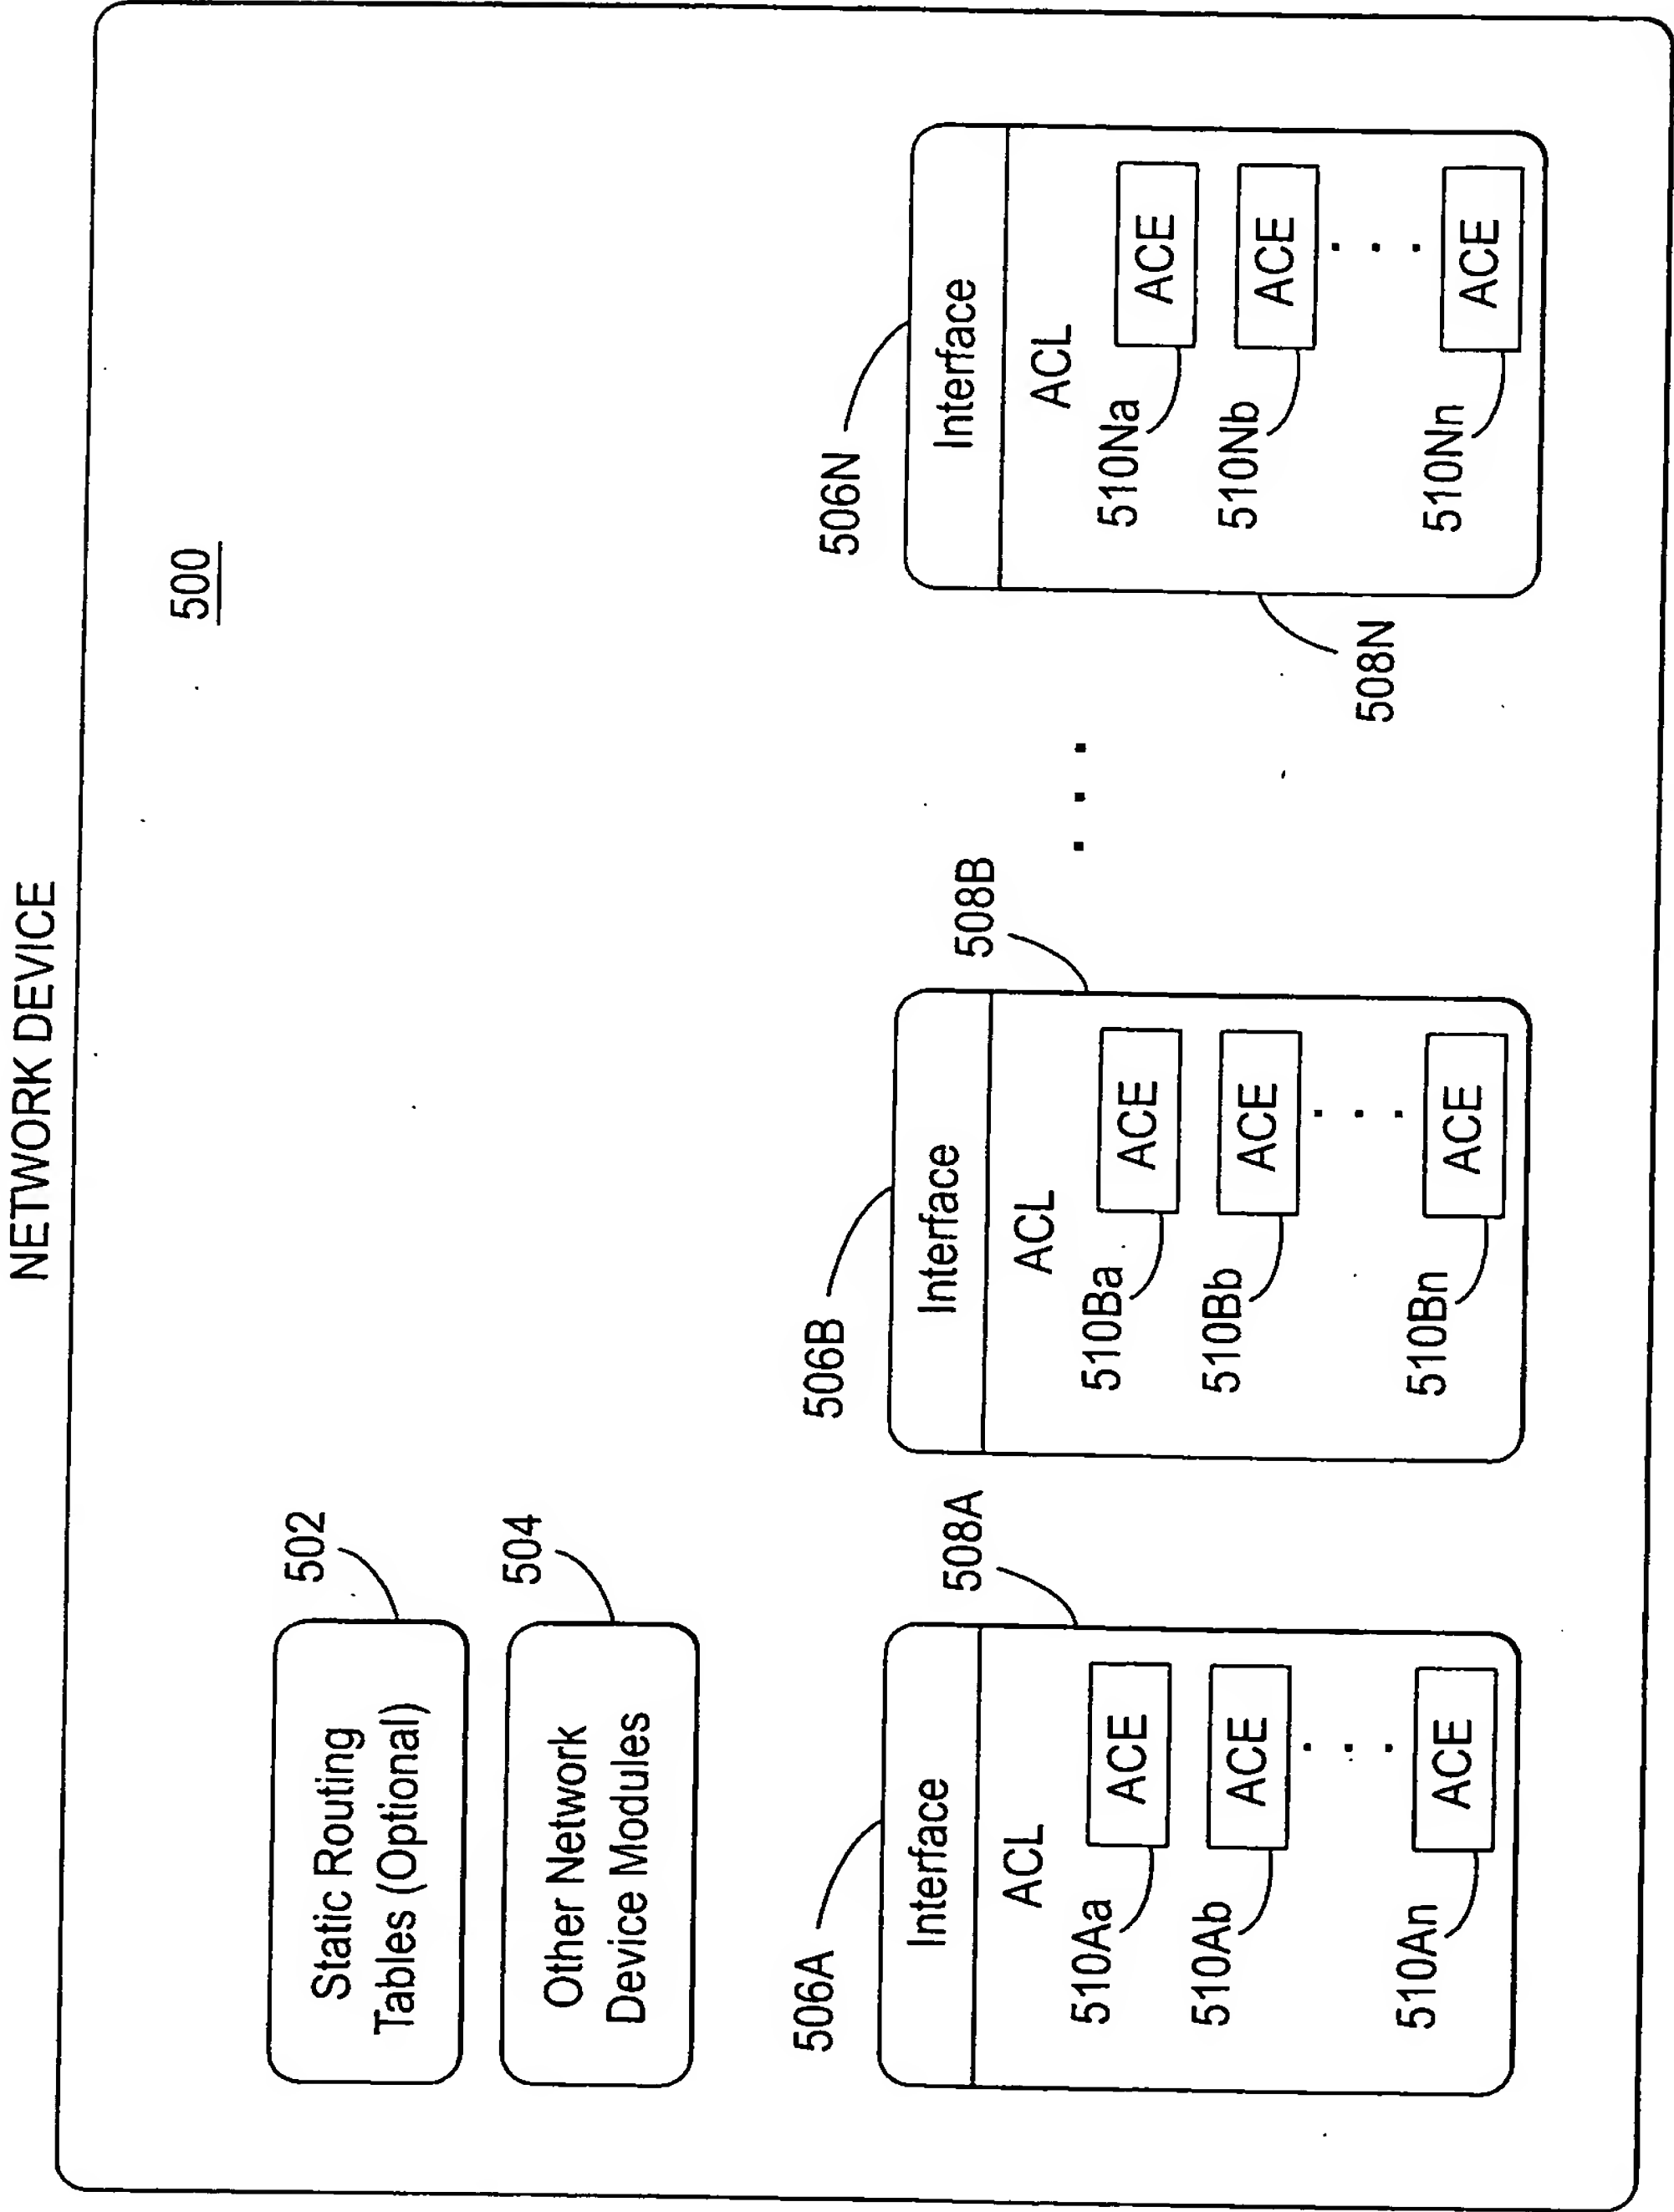 NETWORK DEVICE
500
502
Static Routing
Tables (Optional)
504
Other Network
Device Modules
506A
508A
Interface
ACL
510Aa
ACE
510Ab
ACE
510An
ACE
506B
508B
Interface
ACL
510Ba
ACE
510Bb
ACE
510Bn
ACE
506N
508N
Interface
ACL
510Na
ACE
510Nb
ACE
510Nn
ACE